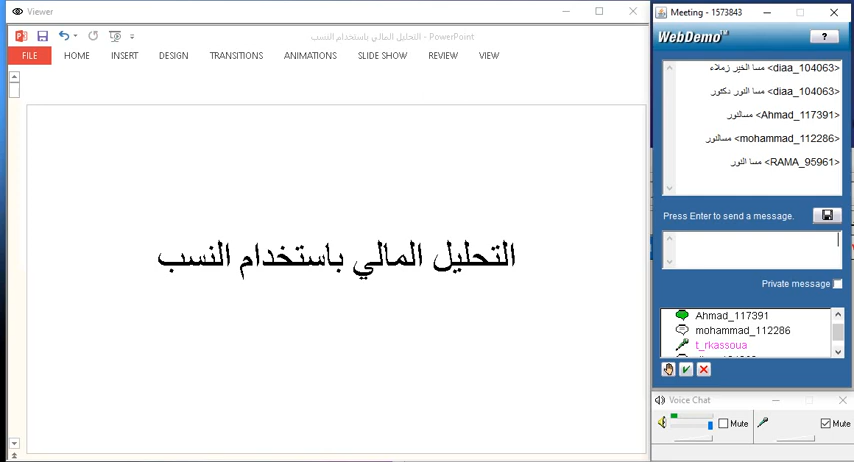 Viewer
التحليل المالي باستخدام النسب - PowerPoint
FILE HOME INSERT DESIGN TRANSITIONS ANIMATIONS SLIDE SHOW REVIEW VIEW
التحليل المالي باستخدام النسب
Meeting - 1573843
WebDemo™ ?
<diaa_104063> مسا الخير زملاء
<diaa_104063> مسا النور دكتور
<Ahmad_117391> مسالنور
<mohammad_112286> مسالنور
<RAMA_95961> مسا النور
Press Enter to send a message.
Private message
Ahmad_117391
mohammad_112286
t_rkassoua
Voice Chat
Mute Mute